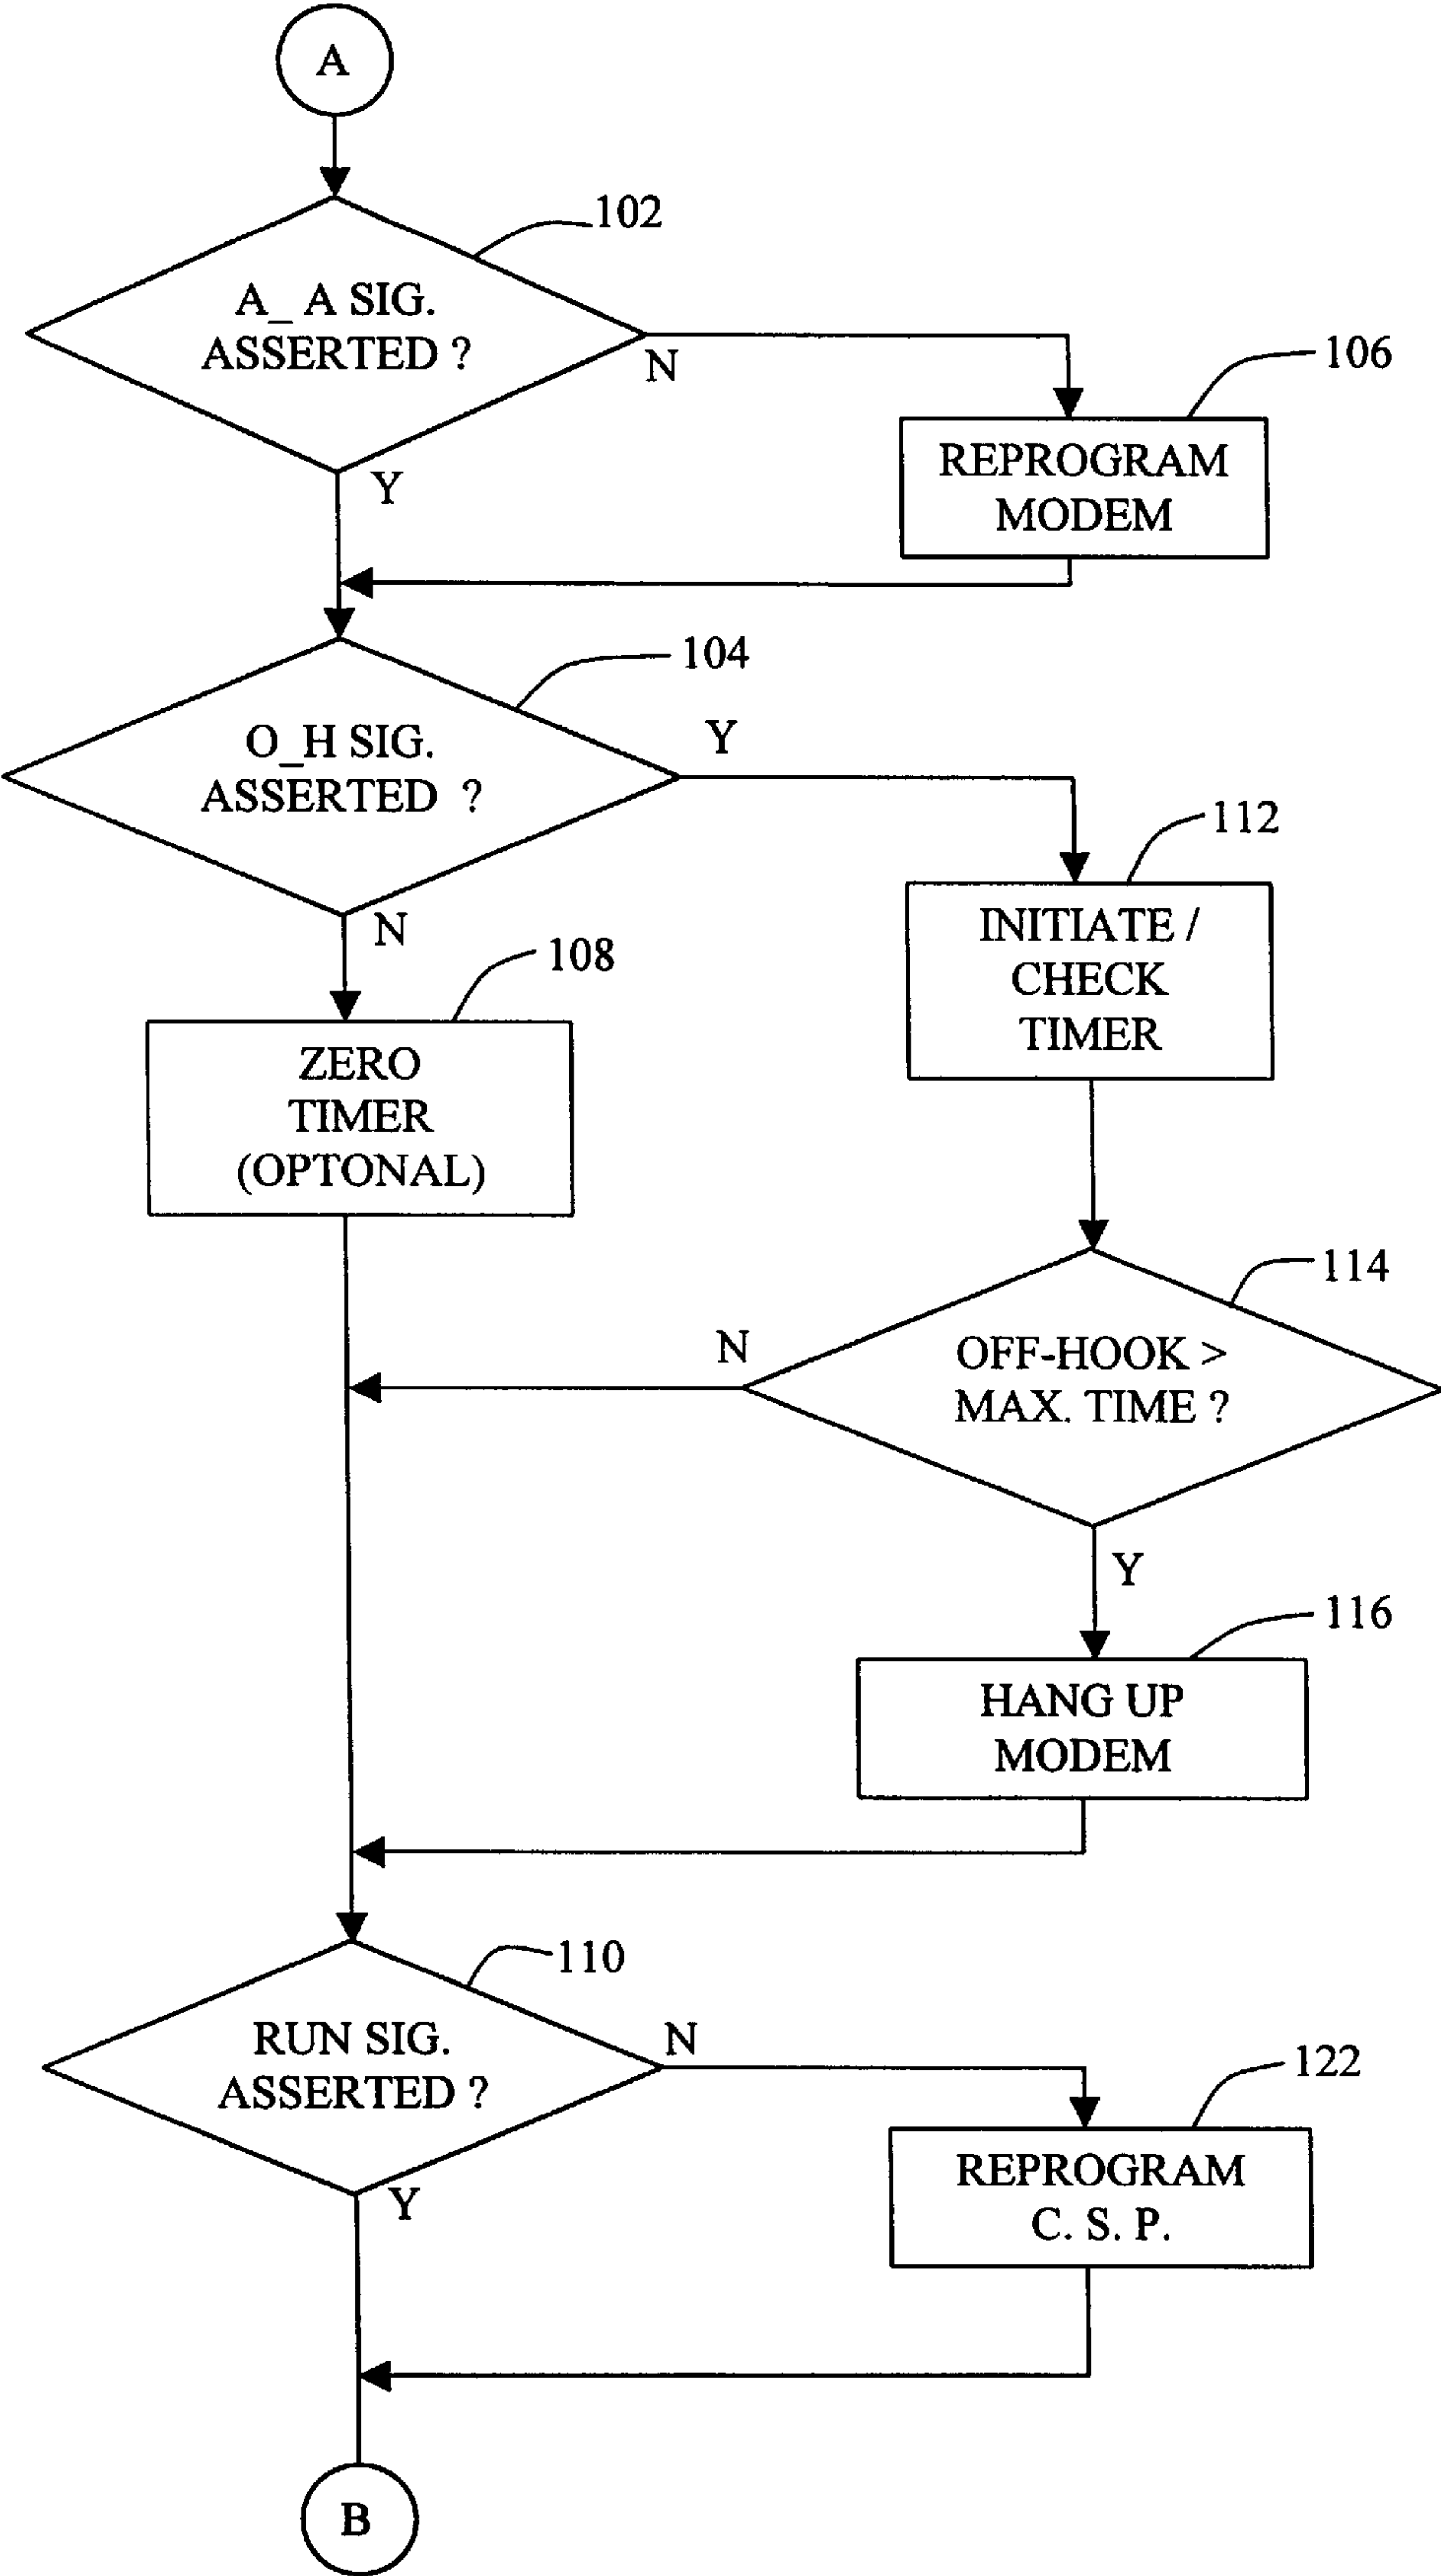 A
102
A_ A SIG.
ASSERTED ?
N
106
REPROGRAM
MODEM
Y
104
O_H SIG.
ASSERTED ?
Y
112
INITIATE /
CHECK
TIMER
N
108
ZERO
TIMER
(OPTONAL)
114
OFF-HOOK >
MAX. TIME ?
N
Y
116
HANG UP
MODEM
110
RUN SIG.
ASSERTED ?
N
122
REPROGRAM
C. S. P.
Y
B